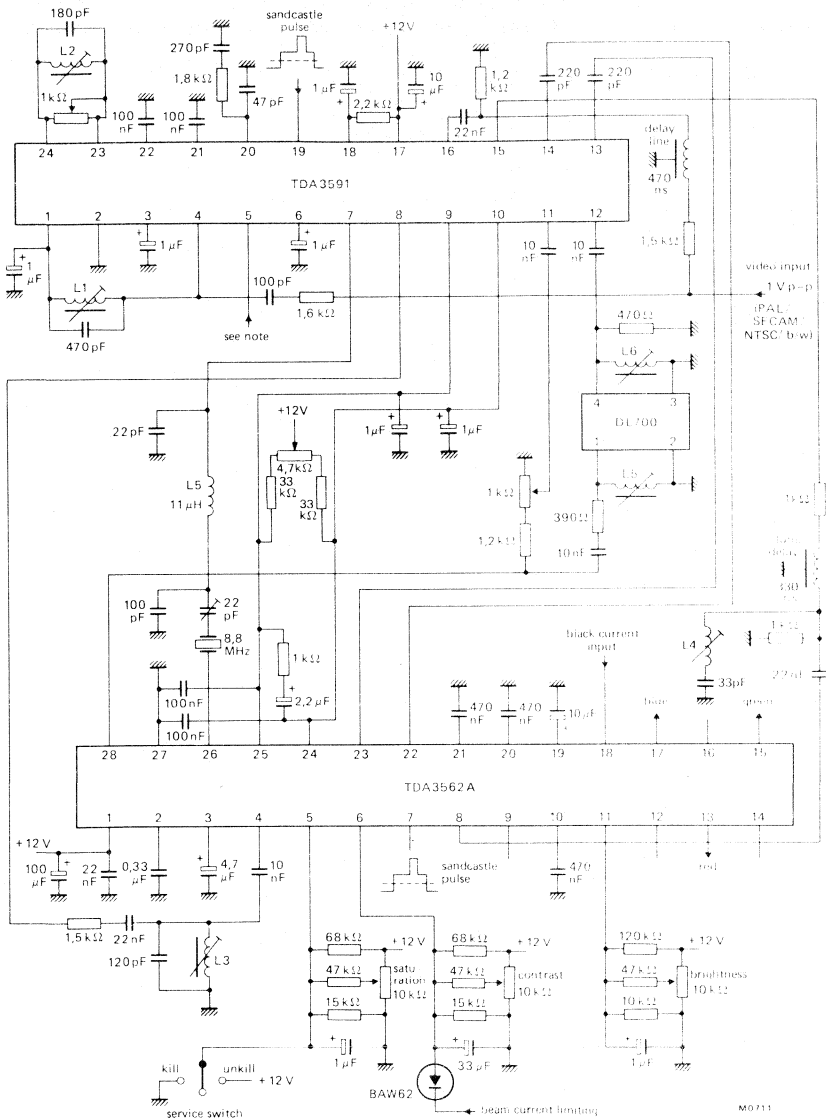 180 pF
L2
1 kΩ
270 pF
1,8 kΩ
47 pF
sandcastle
pulse
+12V
1 μF
10
μF
2,2 kΩ
1,2
kΩ
22 nF
220
pF
220
pF
100
nF
100
nF
delay
line
470
ns
24
23
22
21
20
19
18
17
16
15
14
13
TDA3591
1
2
3
4
5
6
7
8
9
10
11
12
1 μF
1 μF
1
μF
10
nF
10
nF
1,5 kΩ
L1
470 pF
100 pF
1,6 kΩ
see note
video input
1 V p-p
(PAL/
SECAM/
NTSC/b/w)
470 Ω
L6
4
3
DL700
1
2
L5
22 pF
+12V
4,7 kΩ
33
kΩ
33
kΩ
1 μF
1 μF
L5
11 μH
1 kΩ
1,2 kΩ
390 Ω
10 nF
1 kΩ
delay
330
100
pF
22
pF
8,8
MHz
1 kΩ
2,2 μF
100 nF
100 nF
black current
input
L4
33 pF
470
nF
470
nF
10 μF
blue
green
28
27
26
25
24
23
22
21
20
19
18
17
16
15
TDA3562A
1
2
3
4
5
6
7
8
9
10
11
12
13
14
+12 V
100
μF
22
nF
0,33
μF
4,7
μF
10
nF
sandcastle
pulse
470
nF
red
1,5 kΩ
22 nF
120 pF
L3
68 kΩ
+12 V
47 kΩ
satu
ration
10 kΩ
15 kΩ
1
μF
68 kΩ
+12 V
47 kΩ
contrast
10 kΩ
15 kΩ
33 μF
120 kΩ
+12 V
47 kΩ
brightness
10 kΩ
10 kΩ
1 μF
kill
unkill
+12 V
service switch
BAW62
beam current limiting
M0711